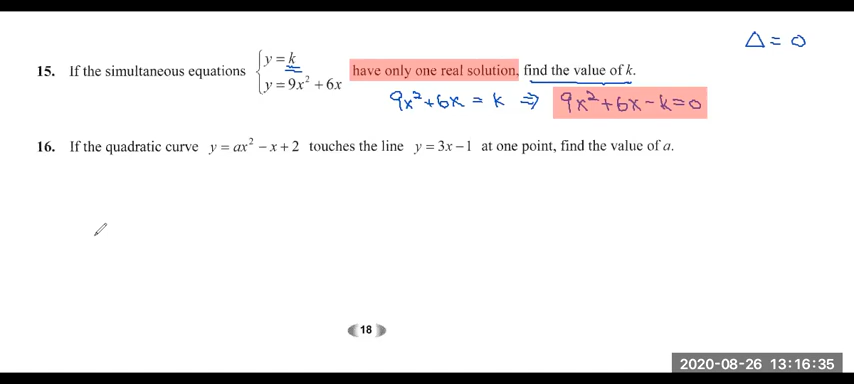 Δ = 0
15. If the simultaneous equations { y = k
y = 9x² + 6x have only one real solution, find the value of k.
9x² + 6x = k ⇒ 9x² + 6x - k = 0
16. If the quadratic curve y = ax² − x + 2 touches the line y = 3x − 1 at one point, find the value of a.
18
2020-08-26 13:16:35